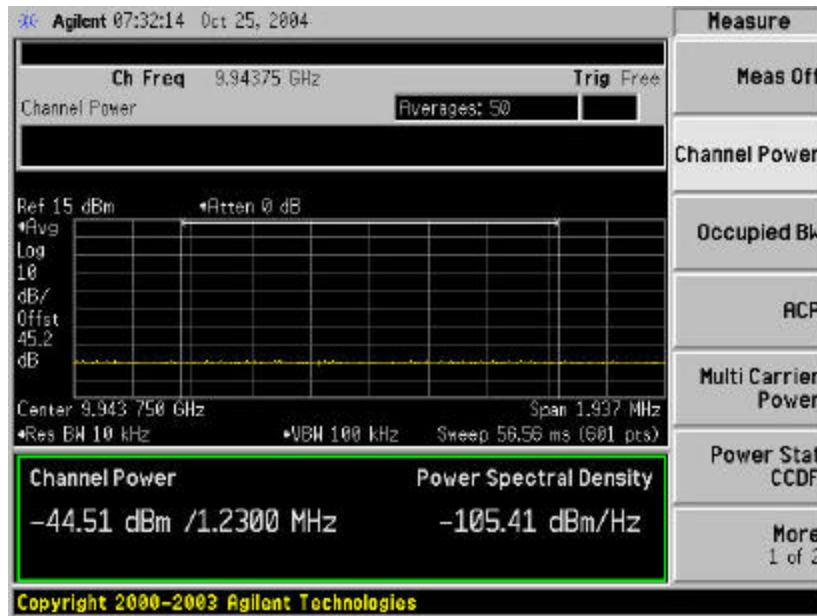 Agilent 07:32:14 Oct 25, 2004
Measure
Ch Freq 9.94375 GHz Trig Free
Meas Off
Channel Power
Averages: 50
Channel Power
Ref 15 dBm Atten 0 dB
Avg
Log
10
dB/
Offst
45.2
dB
Occupied BW
ACP
Multi Carrier
Power
Center 9.943 750 GHz Span 1.937 MHz
Res BW 10 kHz VBW 100 kHz Sweep 56.56 ms (601 pts)
Power Stat
CCDF
Channel Power Power Spectral Density
-44.51 dBm /1.2300 MHz -105.41 dBm/Hz
More
1 of 2
Copyright 2000-2003 Agilent Technologies